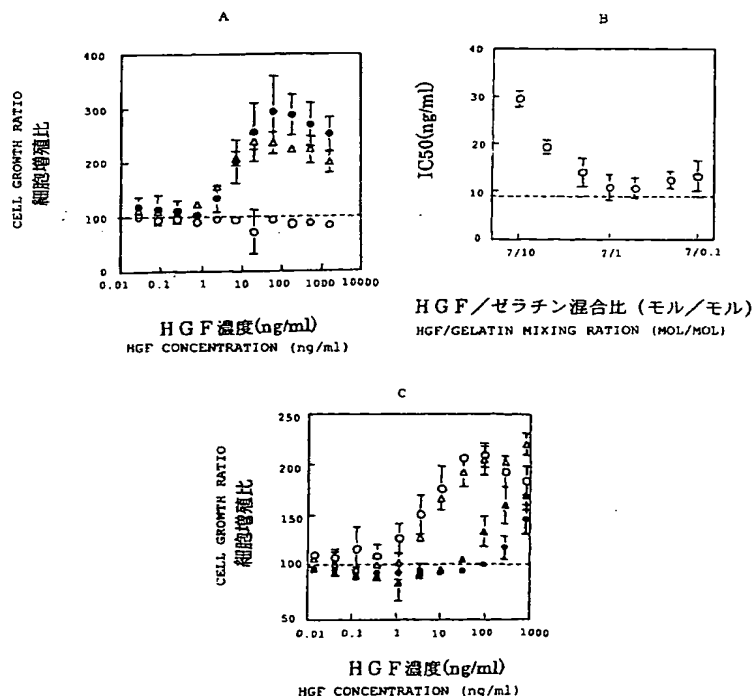 A
CELL GROWTH RATIO
細胞増殖比
400
300
200
100
0
0.01 0.1 1 10 100 1000 10000
HGF濃度(ng/ml)
HGF CONCENTRATION (ng/ml)
B
IC50(ng/ml)
40
30
20
10
0
7/10 7/1 7/0.1
HGF/ゼラチン混合比(モル/モル)
HGF/GELATIN MIXING RATION (MOL/MOL)
C
CELL GROWTH RATIO
細胞増殖比
250
200
150
100
50
0.01 0.1 1 10 100 1000
HGF濃度(ng/ml)
HGF CONCENTRATION (ng/ml)